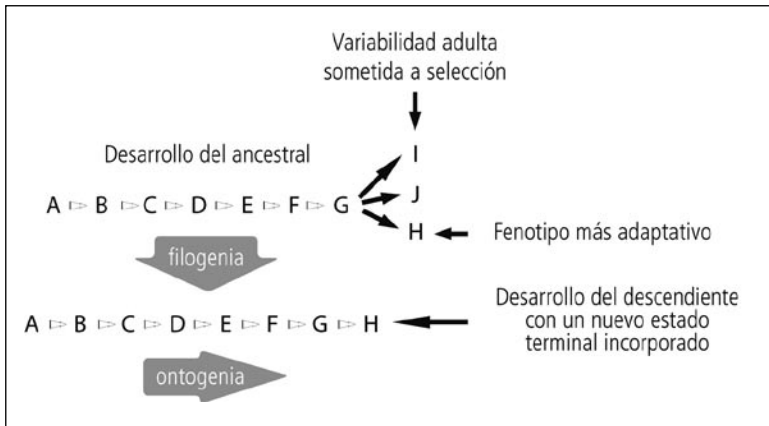 Variabilidad adulta
sometida a selección
Desarrollo del ancestral
I
A B C D E F G
J
H
Fenotipo más adaptativo
filogenia
Desarrollo del descendiente
con un nuevo estado
terminal incorporado
A B C D E F G H
ontogenia